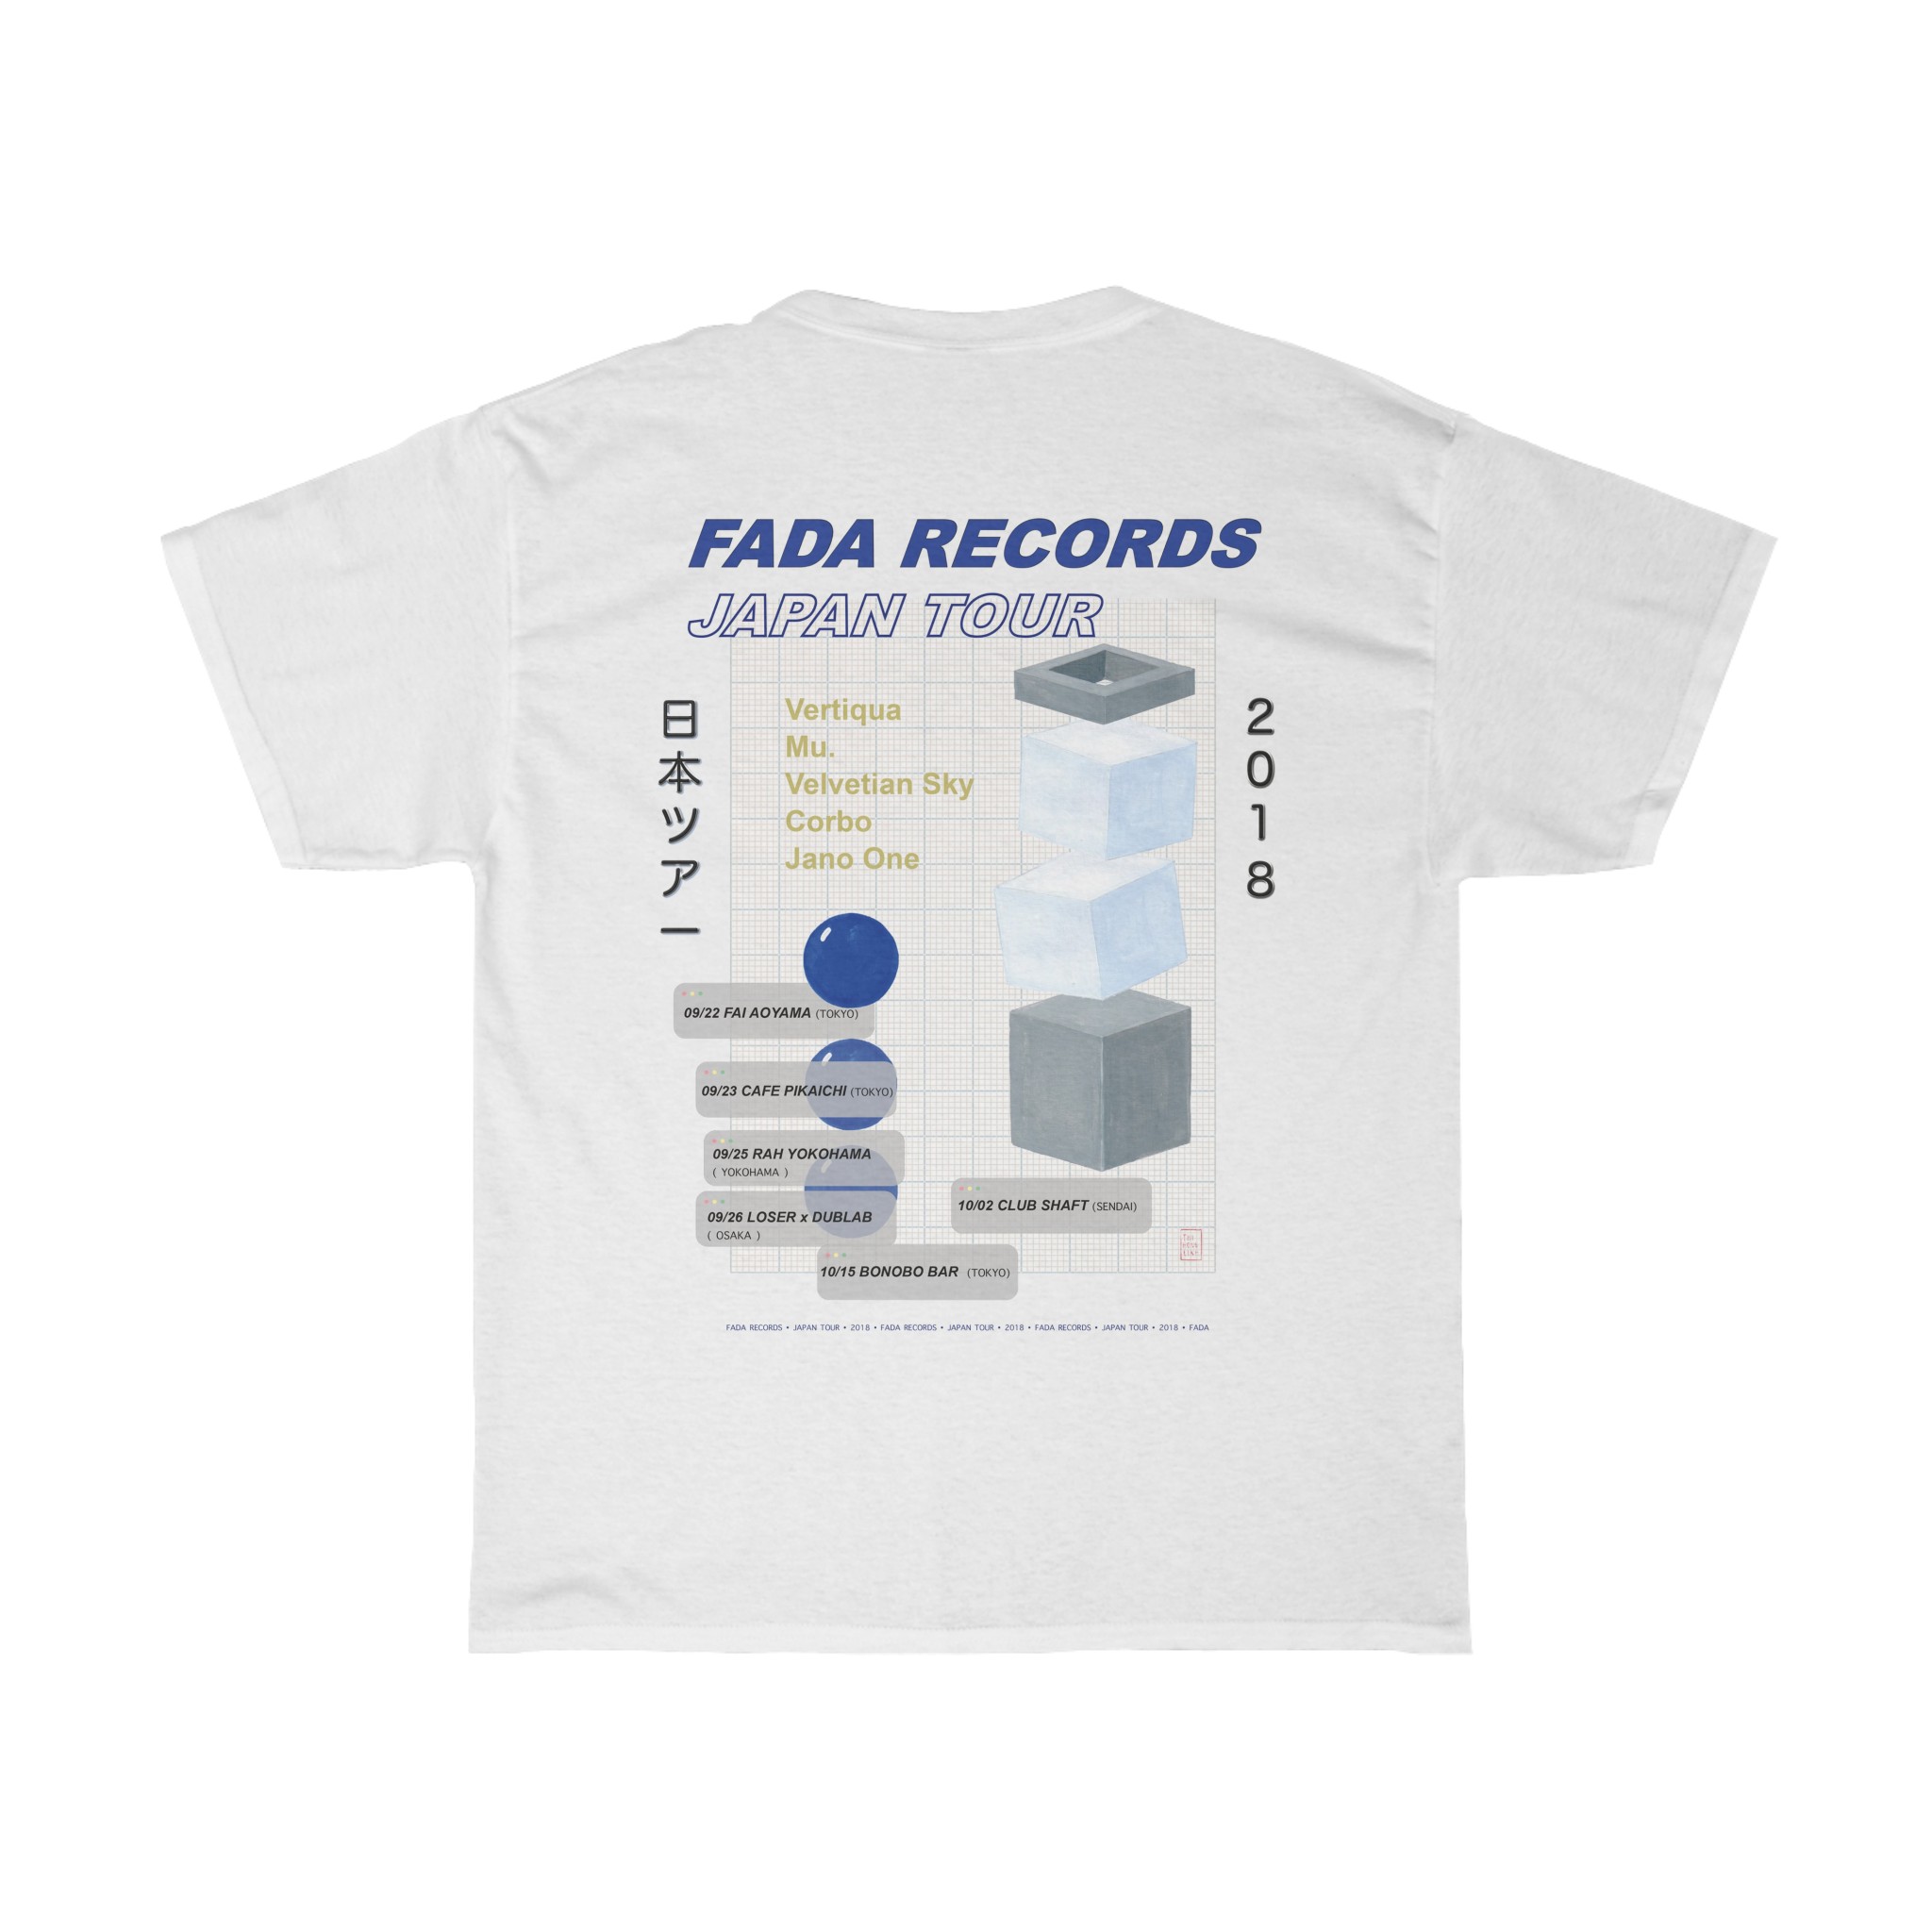 FADA RECORDS
JAPAN TOUR
日本ツアー
2018
Vertiqua
Mu.
Velvetian Sky
Corbo
Jano One
09/22 FAI AOYAMA (TOKYO)
09/23 CAFE PIKAICHI (TOKYO)
09/25 RAH YOKOHAMA
( YOKOHAMA )
09/26 LOSER x DUBLAB
( OSAKA )
10/02 CLUB SHAFT (SENDAI)
10/15 BONOBO BAR (TOKYO)
FADA RECORDS • JAPAN TOUR • 2018 • FADA RECORDS • JAPAN TOUR • 2018 • FADA RECORDS • JAPAN TOUR • 2018 • FADA